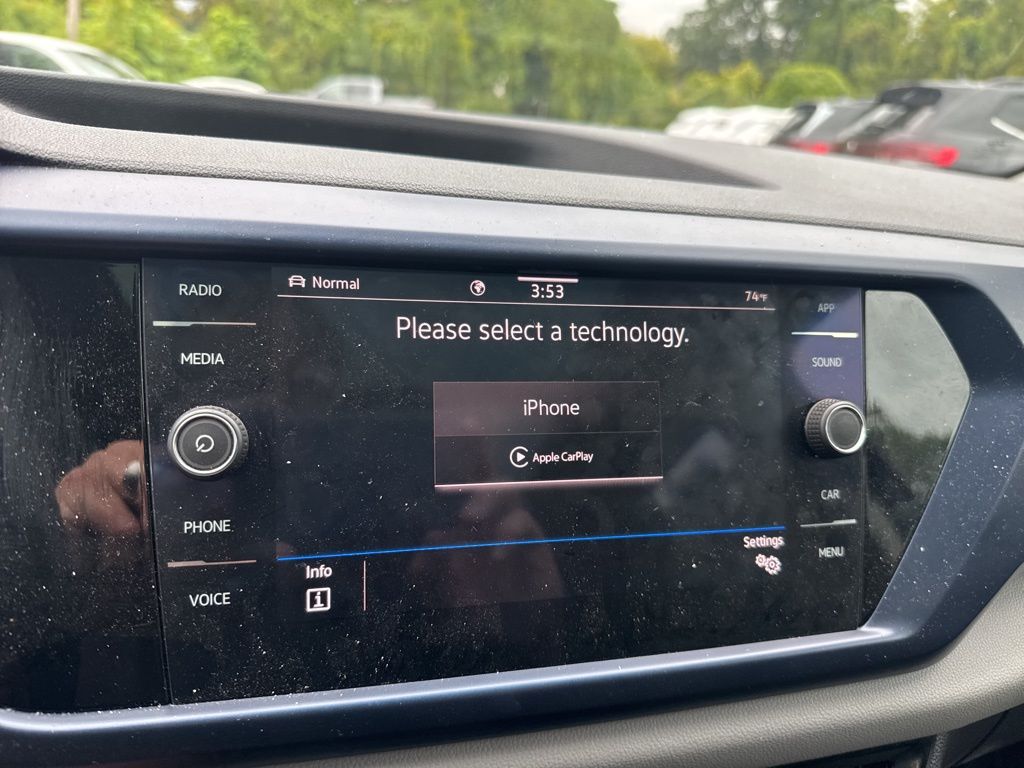 RADIO
MEDIA
PHONE
VOICE
Normal
3:53
74°F
Please select a technology.
iPhone
Apple CarPlay
Info
Settings
APP
SOUND
CAR
MENU